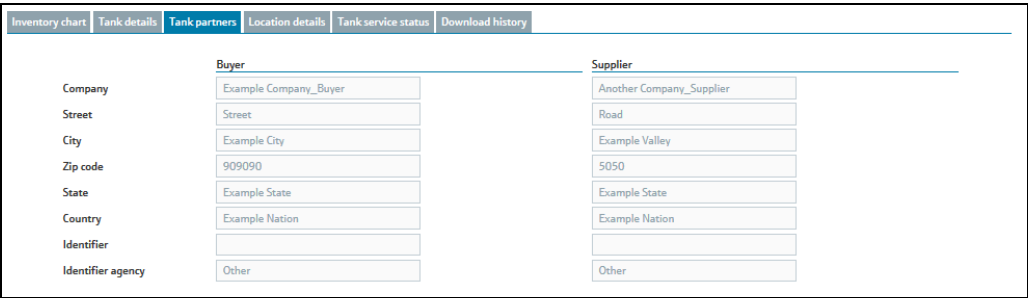 Inventory chart Tank details Tank partners Location details Tank service status Download history
Buyer Supplier
Company Example Company_Buyer Another Company_Supplier
Street Street Road
City Example City Example Valley
Zip code 909090 5050
State Example State Example State
Country Example Nation Example Nation
Identifier
Identifier agency Other Other